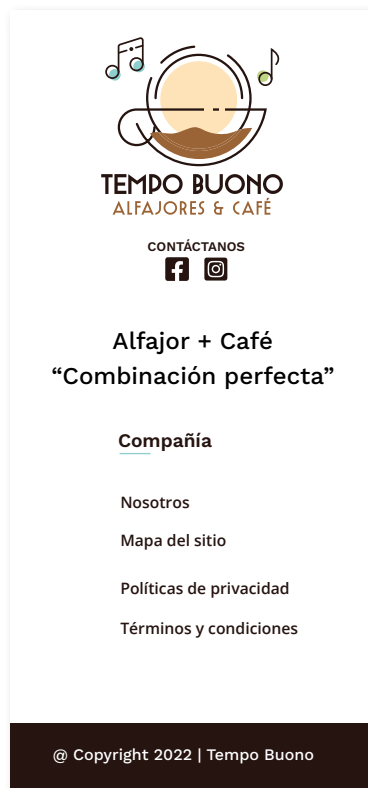 TEMPO BUONO
ALFAJORES & CAFÉ
CONTÁCTANOS
Alfajor + Café
“Combinación perfecta”
Compañía
Nosotros
Mapa del sitio
Políticas de privacidad
Términos y condiciones
@ Copyright 2022 | Tempo Buono